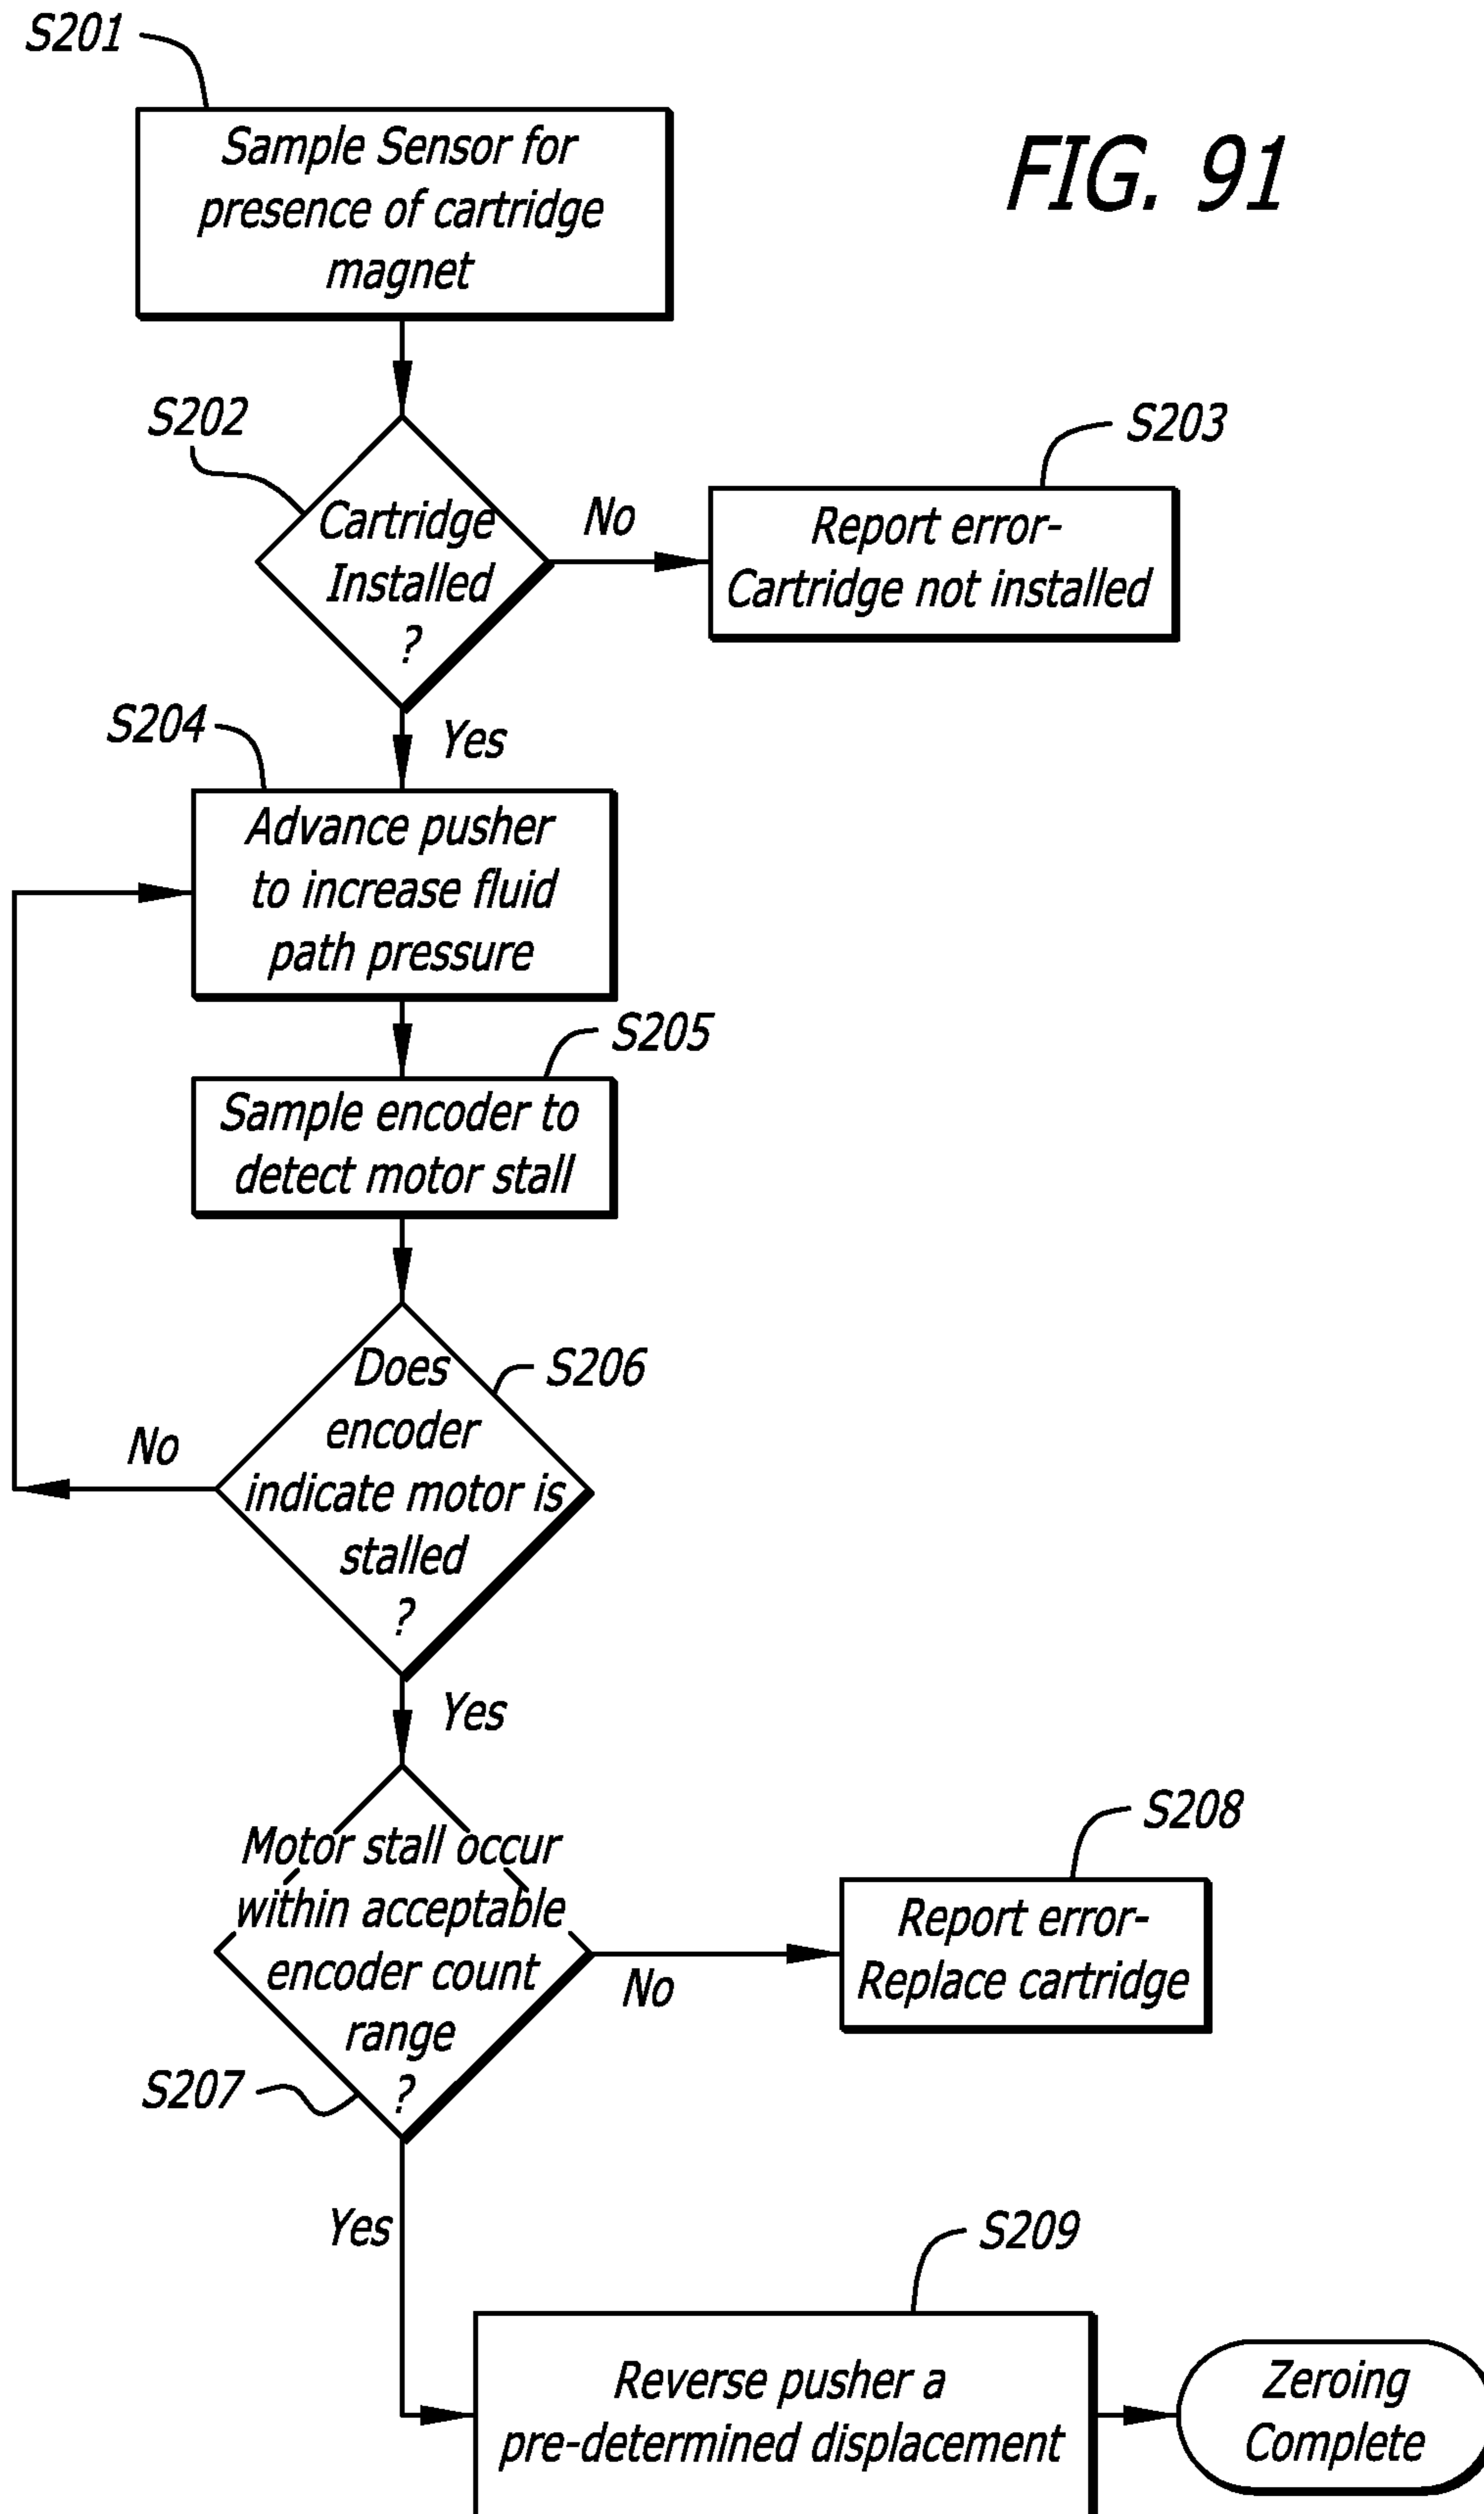 S201
FIG. 91
Sample Sensor for
presence of cartridge
magnet
S202
S203
Cartridge
Installed
?
No
Report error-
Cartridge not installed
Yes
S204
Advance pusher
to increase fluid
path pressure
S205
Sample encoder to
detect motor stall
Does
encoder
indicate motor is
stalled
?
S206
No
Yes
Motor stall occur
within acceptable
encoder count
range
?
S207
No
S208
Report error-
Replace cartridge
Yes
S209
Reverse pusher a
pre-determined displacement
Zeroing
Complete